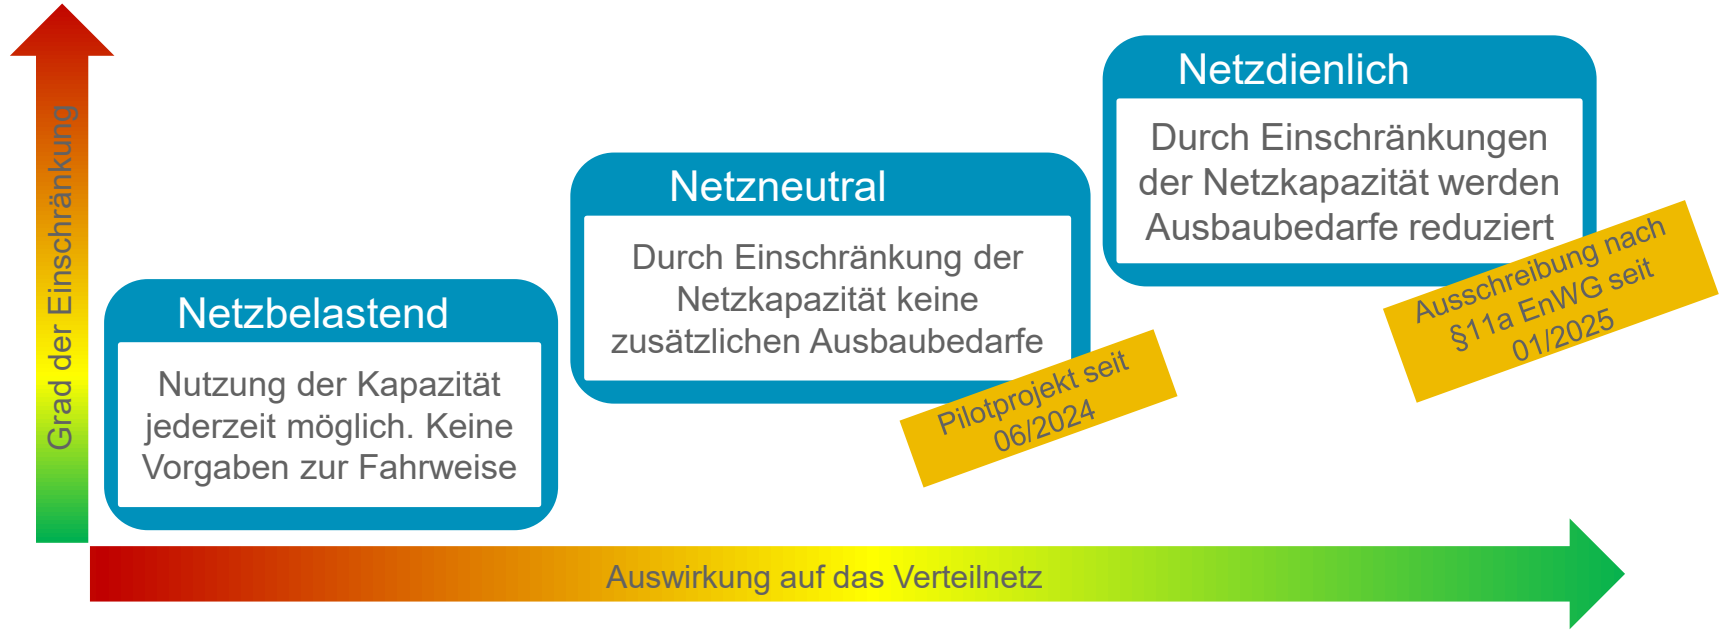 Grad der Einschränkung
Netzbelastend
Nutzung der Kapazität
jederzeit möglich. Keine
Vorgaben zur Fahrweise
Netzneutral
Durch Einschränkung der
Netzkapazität keine
zusätzlichen Ausbaubedarfe
Pilotprojekt seit
06/2024
Netzdienlich
Durch Einschränkungen
der Netzkapazität werden
Ausbaubedarfe reduziert
Ausschreibung nach
§11a EnWG seit
01/2025
Auswirkung auf das Verteilnetz